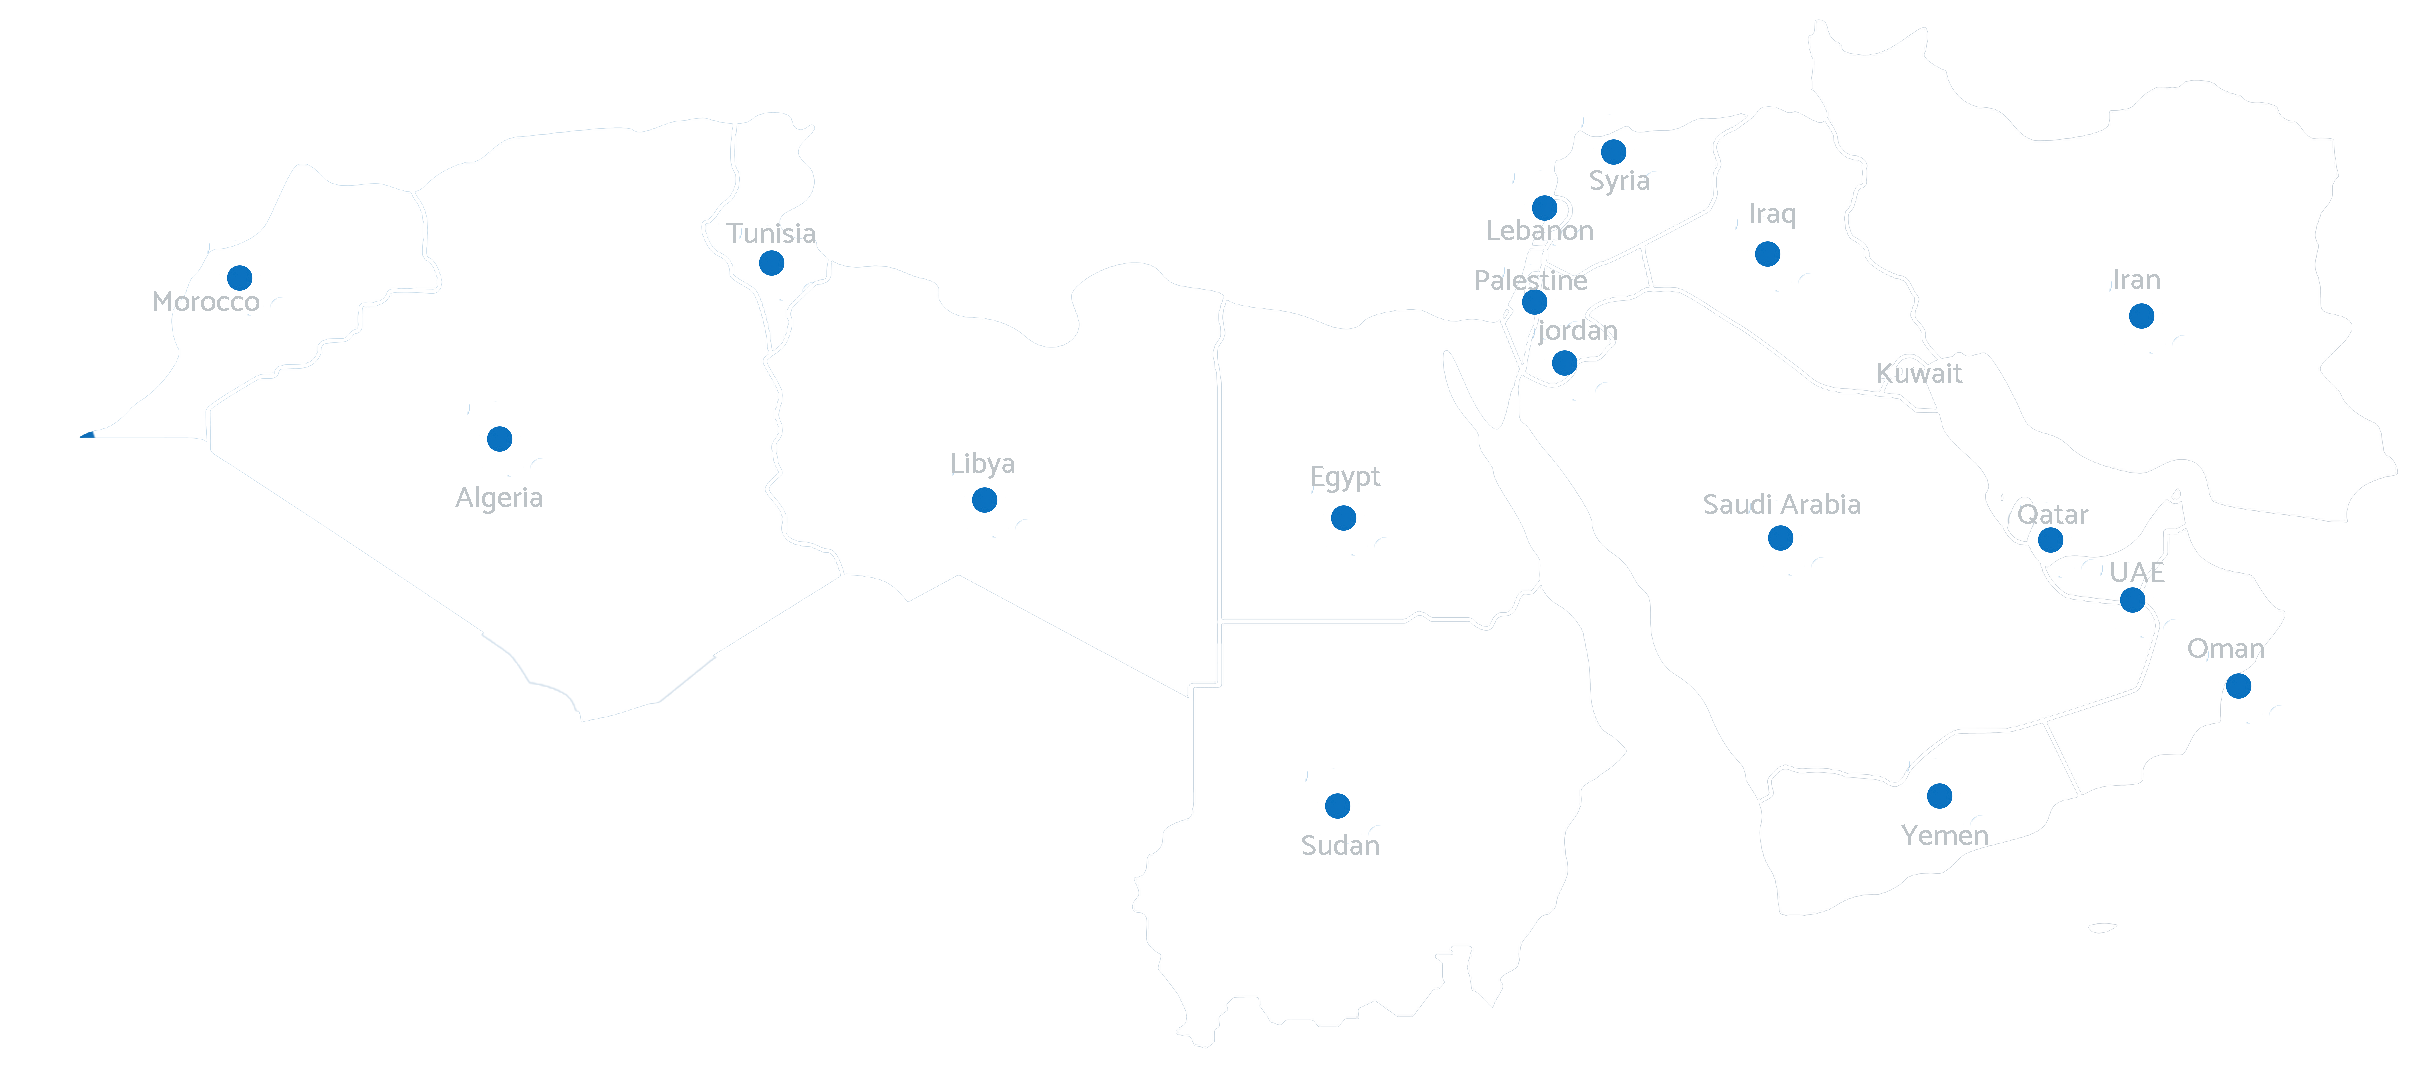 Syria
Iraq
Lebanon
Tunisia
Palestine
Iran
Morocco
jordan
Kuwait
Libya
Egypt
Algeria
Saudi Arabia
Qatar
UAE
Oman
Yemen
Sudan